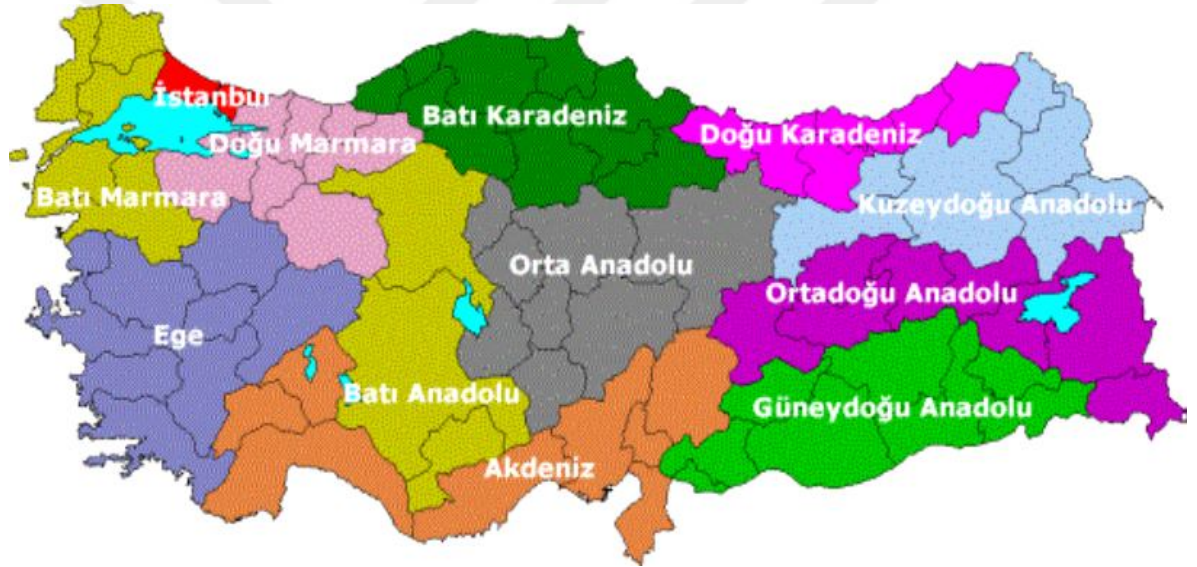 İstanbul
Batı Karadeniz
Doğu Karadeniz
Doğu Marmara
Batı Marmara
Kuzeydoğu Anadolu
Orta Anadolu
Ortadoğu Anadolu
Ege
Batı Anadolu
Güneydoğu Anadolu
Akdeniz